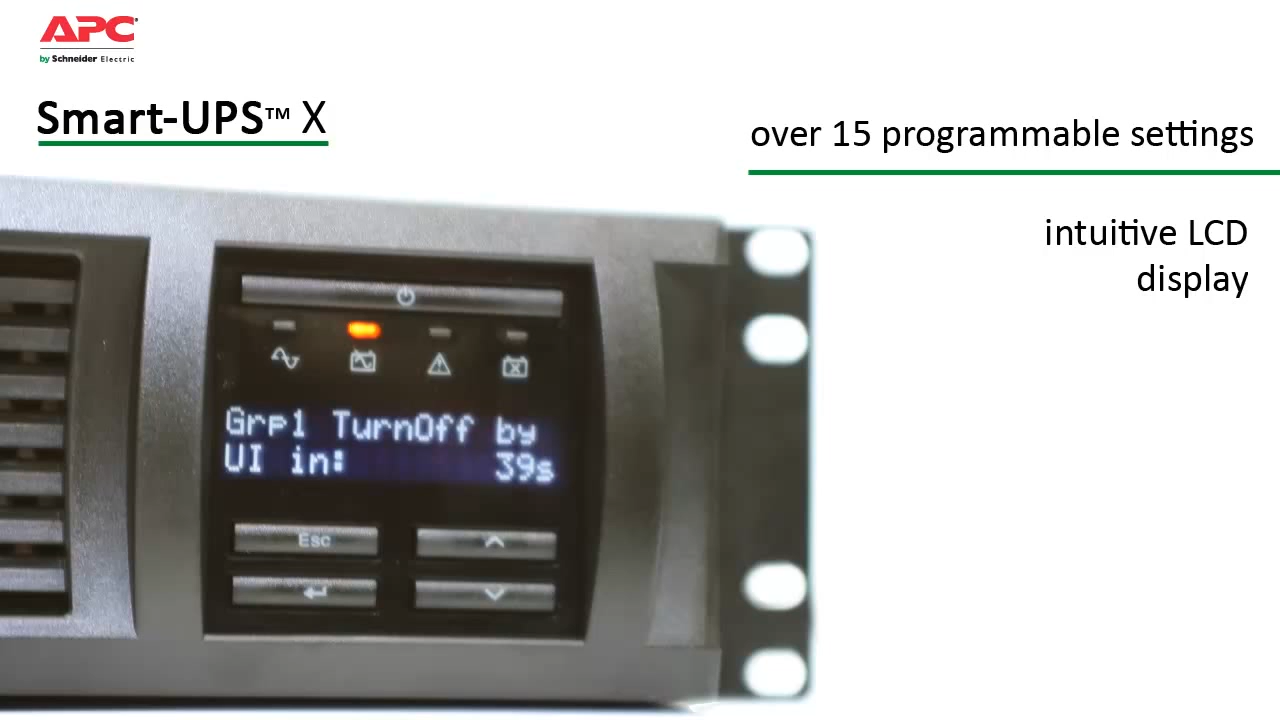 APC
by Schneider Electric
Smart-UPS™ X
over 15 programmable settings
intuitive LCD
display
Grp1 TurnOff by
UI in: 39s
Esc